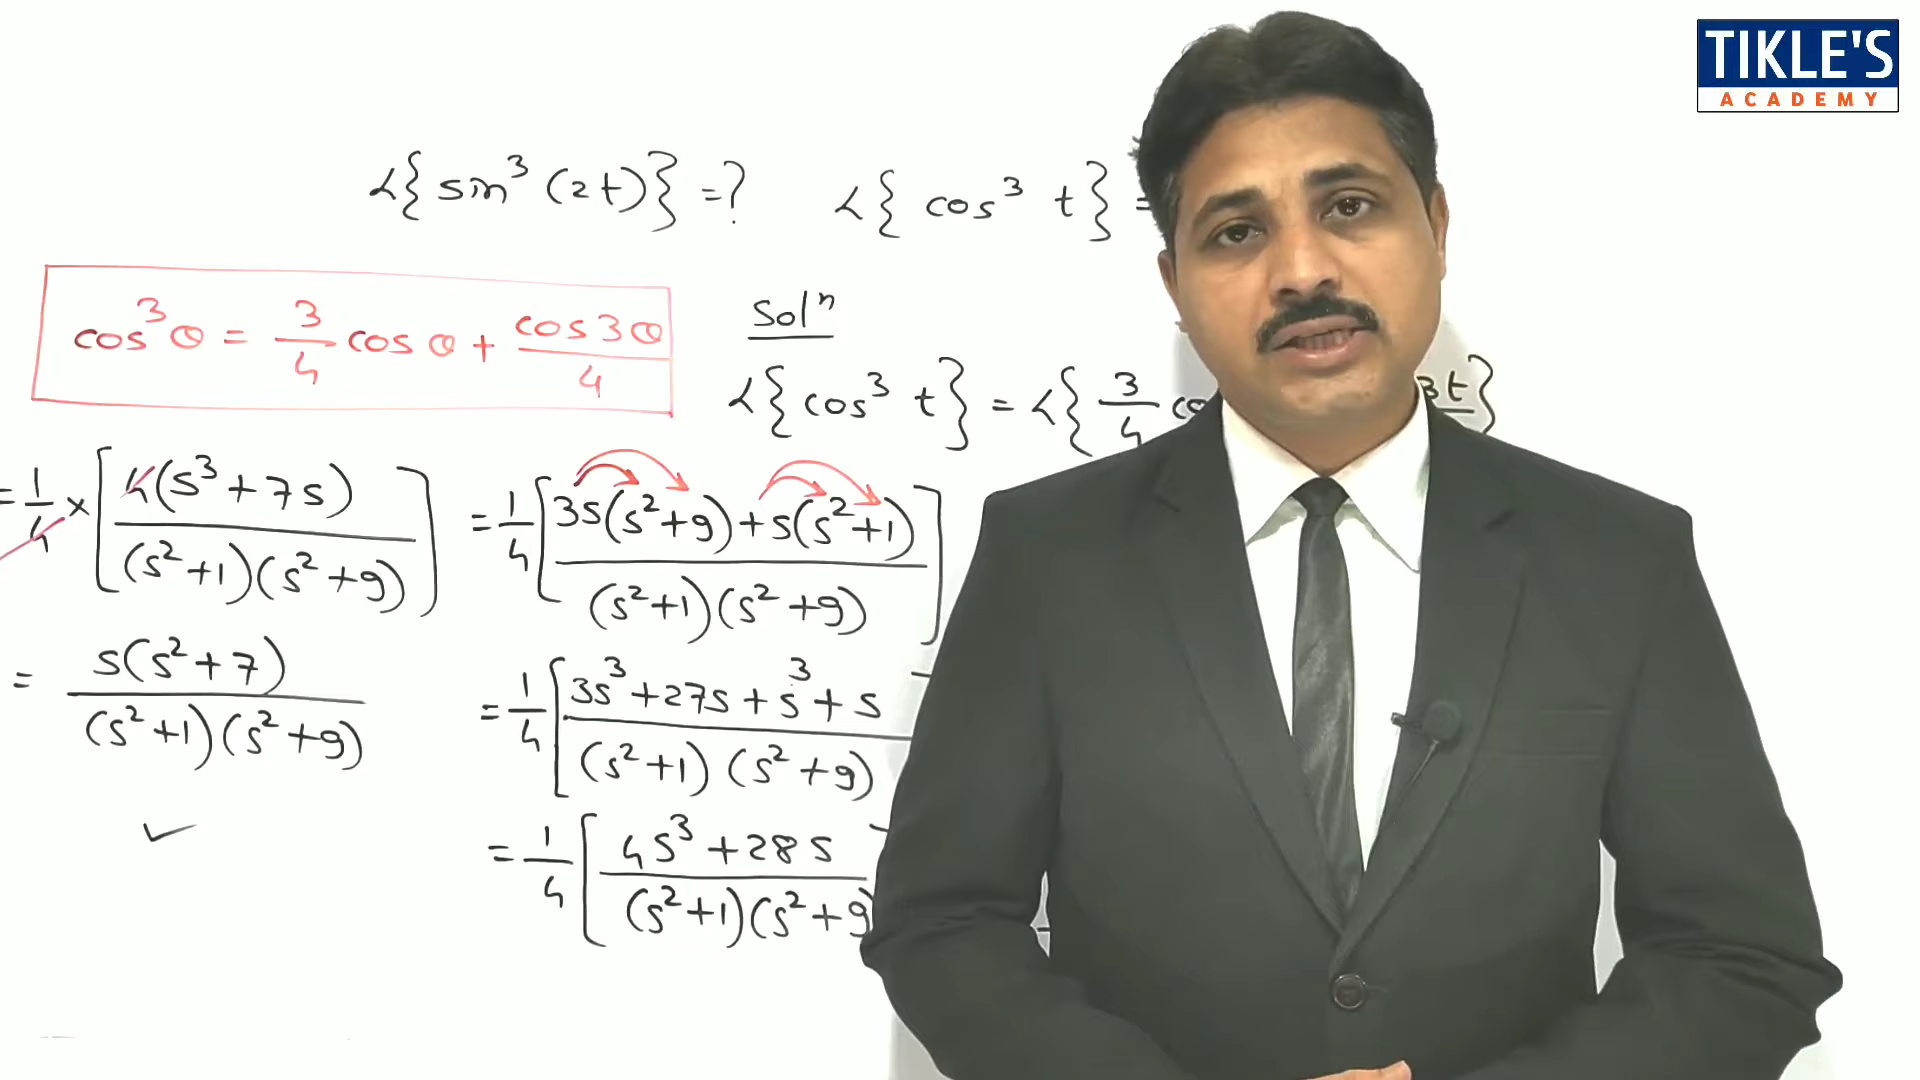 TIKLE'S
ACADEMY
L{sin³(2t)}=?
L{cos³ t}=
cos³θ = 3/4 cosθ + cos3θ/4
Solⁿ
L{cos³ t} = L{3/4 co 3t}
= 1/4 [3s(s²+9)+s(s²+1) / (s²+1)(s²+9)]
= 1/4 [3s³+27s+s³+s / (s²+1)(s²+9)
= 1/4 [4s³+28s / (s²+1)(s²+9)
= 1/4 × [4(s³+7s) / (s²+1)(s²+9)]
= s(s²+7) / (s²+1)(s²+9)